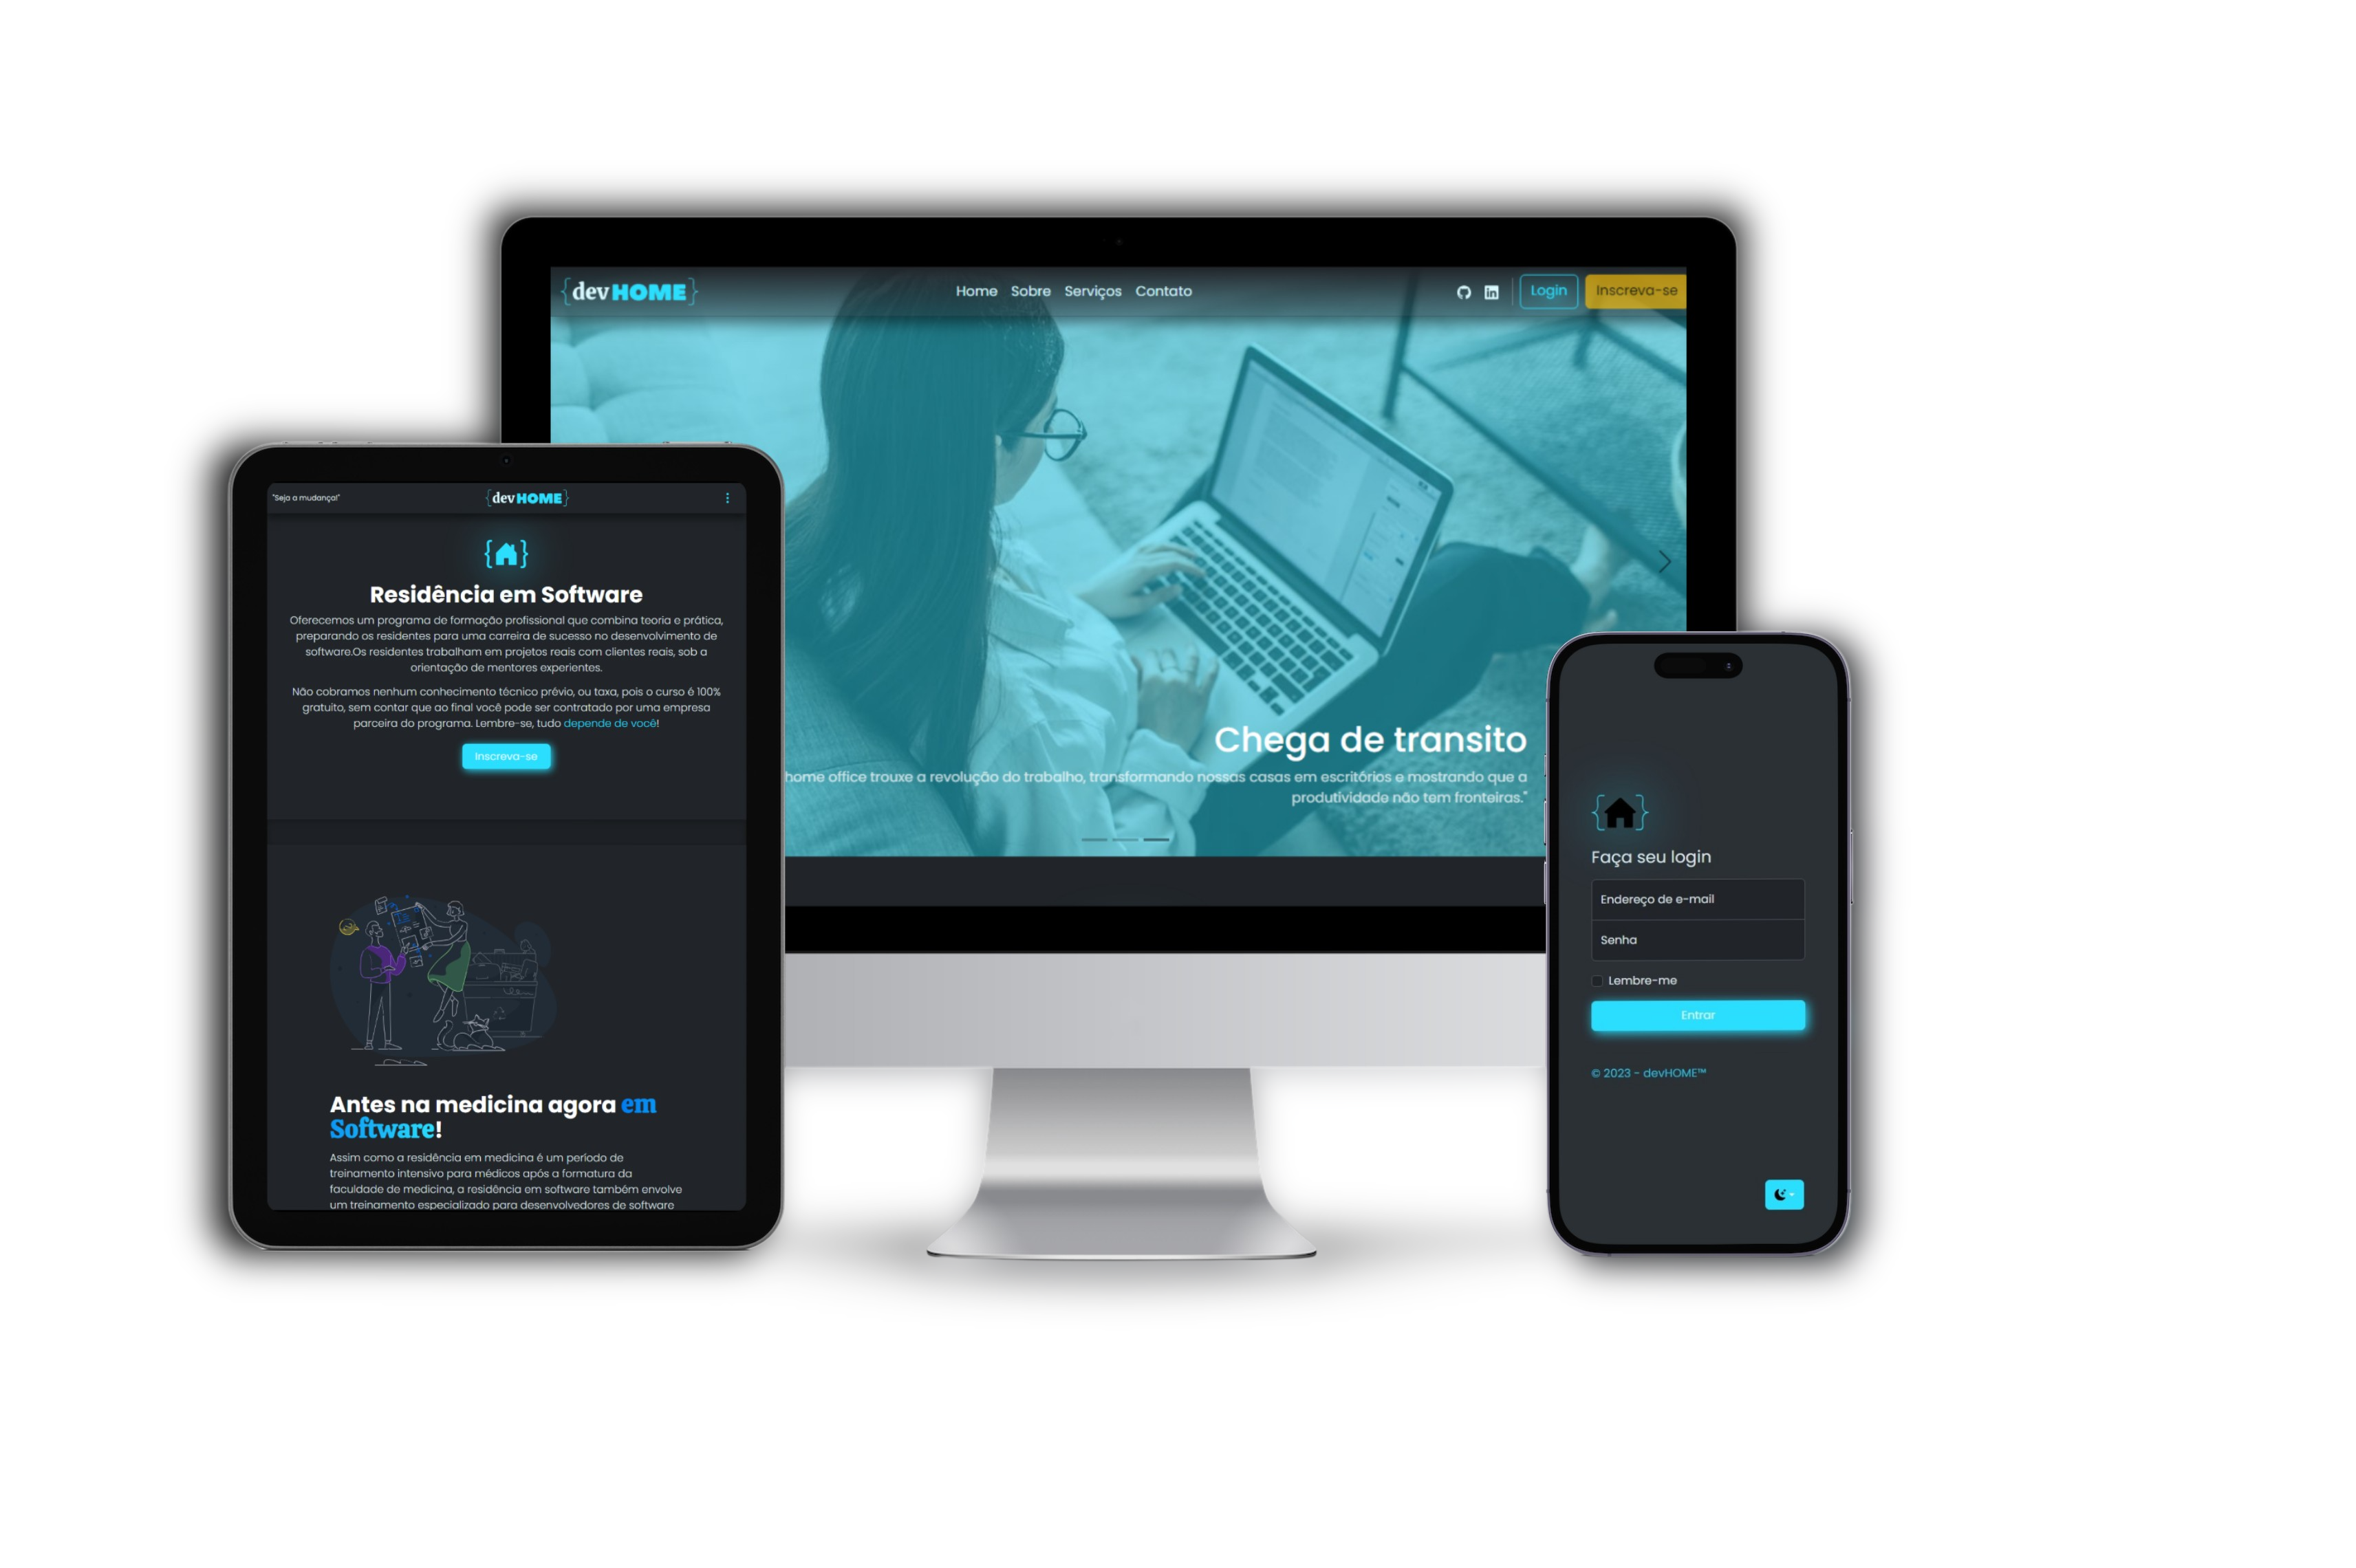 {devHOME}
Home Sobre Serviços Contato
Login
Inscreva-se
Chega de transito
home office trouxe a revolução do trabalho, transformando nossas casas em escritórios e mostrando que a
produtividade não tem fronteiras."
"Seja a mudança!"
{devHOME}
Residência em Software
Oferecemos um programa de formação profissional que combina teoria e prática,
preparando os residentes para uma carreira de sucesso no desenvolvimento de
software.Os residentes trabalham em projetos reais com clientes reais, sob a
orientação de mentores experientes.
Não cobramos nenhum conhecimento técnico prévio, ou taxa, pois o curso é 100%
gratuito, sem contar que ao final você pode ser contratado por uma empresa
parceira do programa. Lembre-se, tudo depende de você!
Inscreva-se
Antes na medicina agora em
Software!
Assim como a residência em medicina é um período de
treinamento intensivo para médicos após a formatura da
faculdade de medicina, a residência em software também envolve
um treinamento especializado para desenvolvedores de software
Faça seu login
Endereço de e-mail
Senha
Lembre-me
Entrar
© 2023 - devHOME™